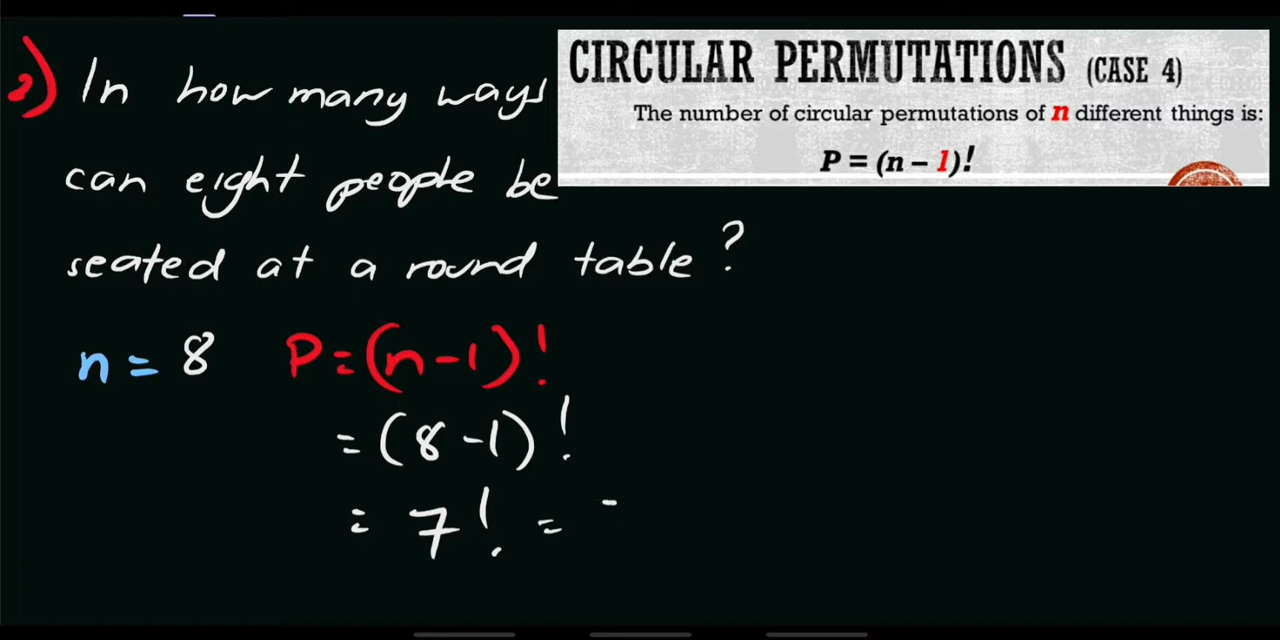 2) In how many ways
can eight people be
seated at a round table?
CIRCULAR PERMUTATIONS (CASE 4)
The number of circular permutations of n different things is:
P = (n – 1)!
n = 8 P = (n - 1)!
= (8 - 1)!
= 7! =